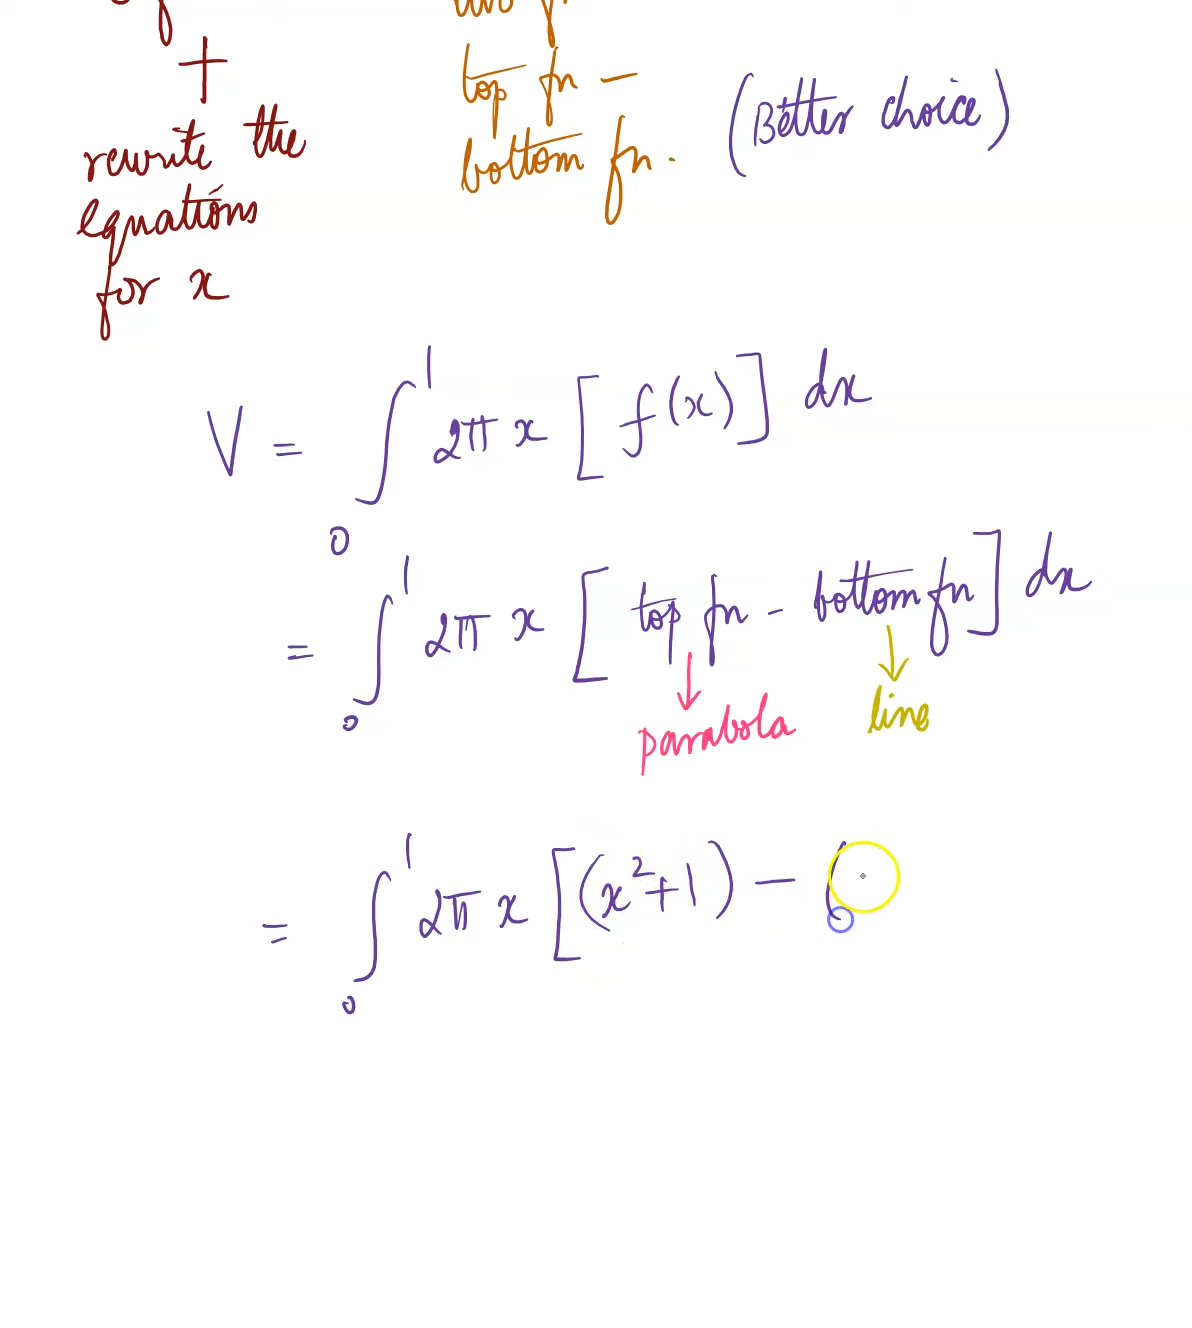 +
rewrite the
equations
for x
top fn –
bottom fn.
(Better choice)
V = ∫₀¹ 2π x [f(x)] dx
= ∫₀¹ 2π x [top fn - bottom fn] dx
parabola
line
= ∫₀¹ 2π x [(x²+1) – (